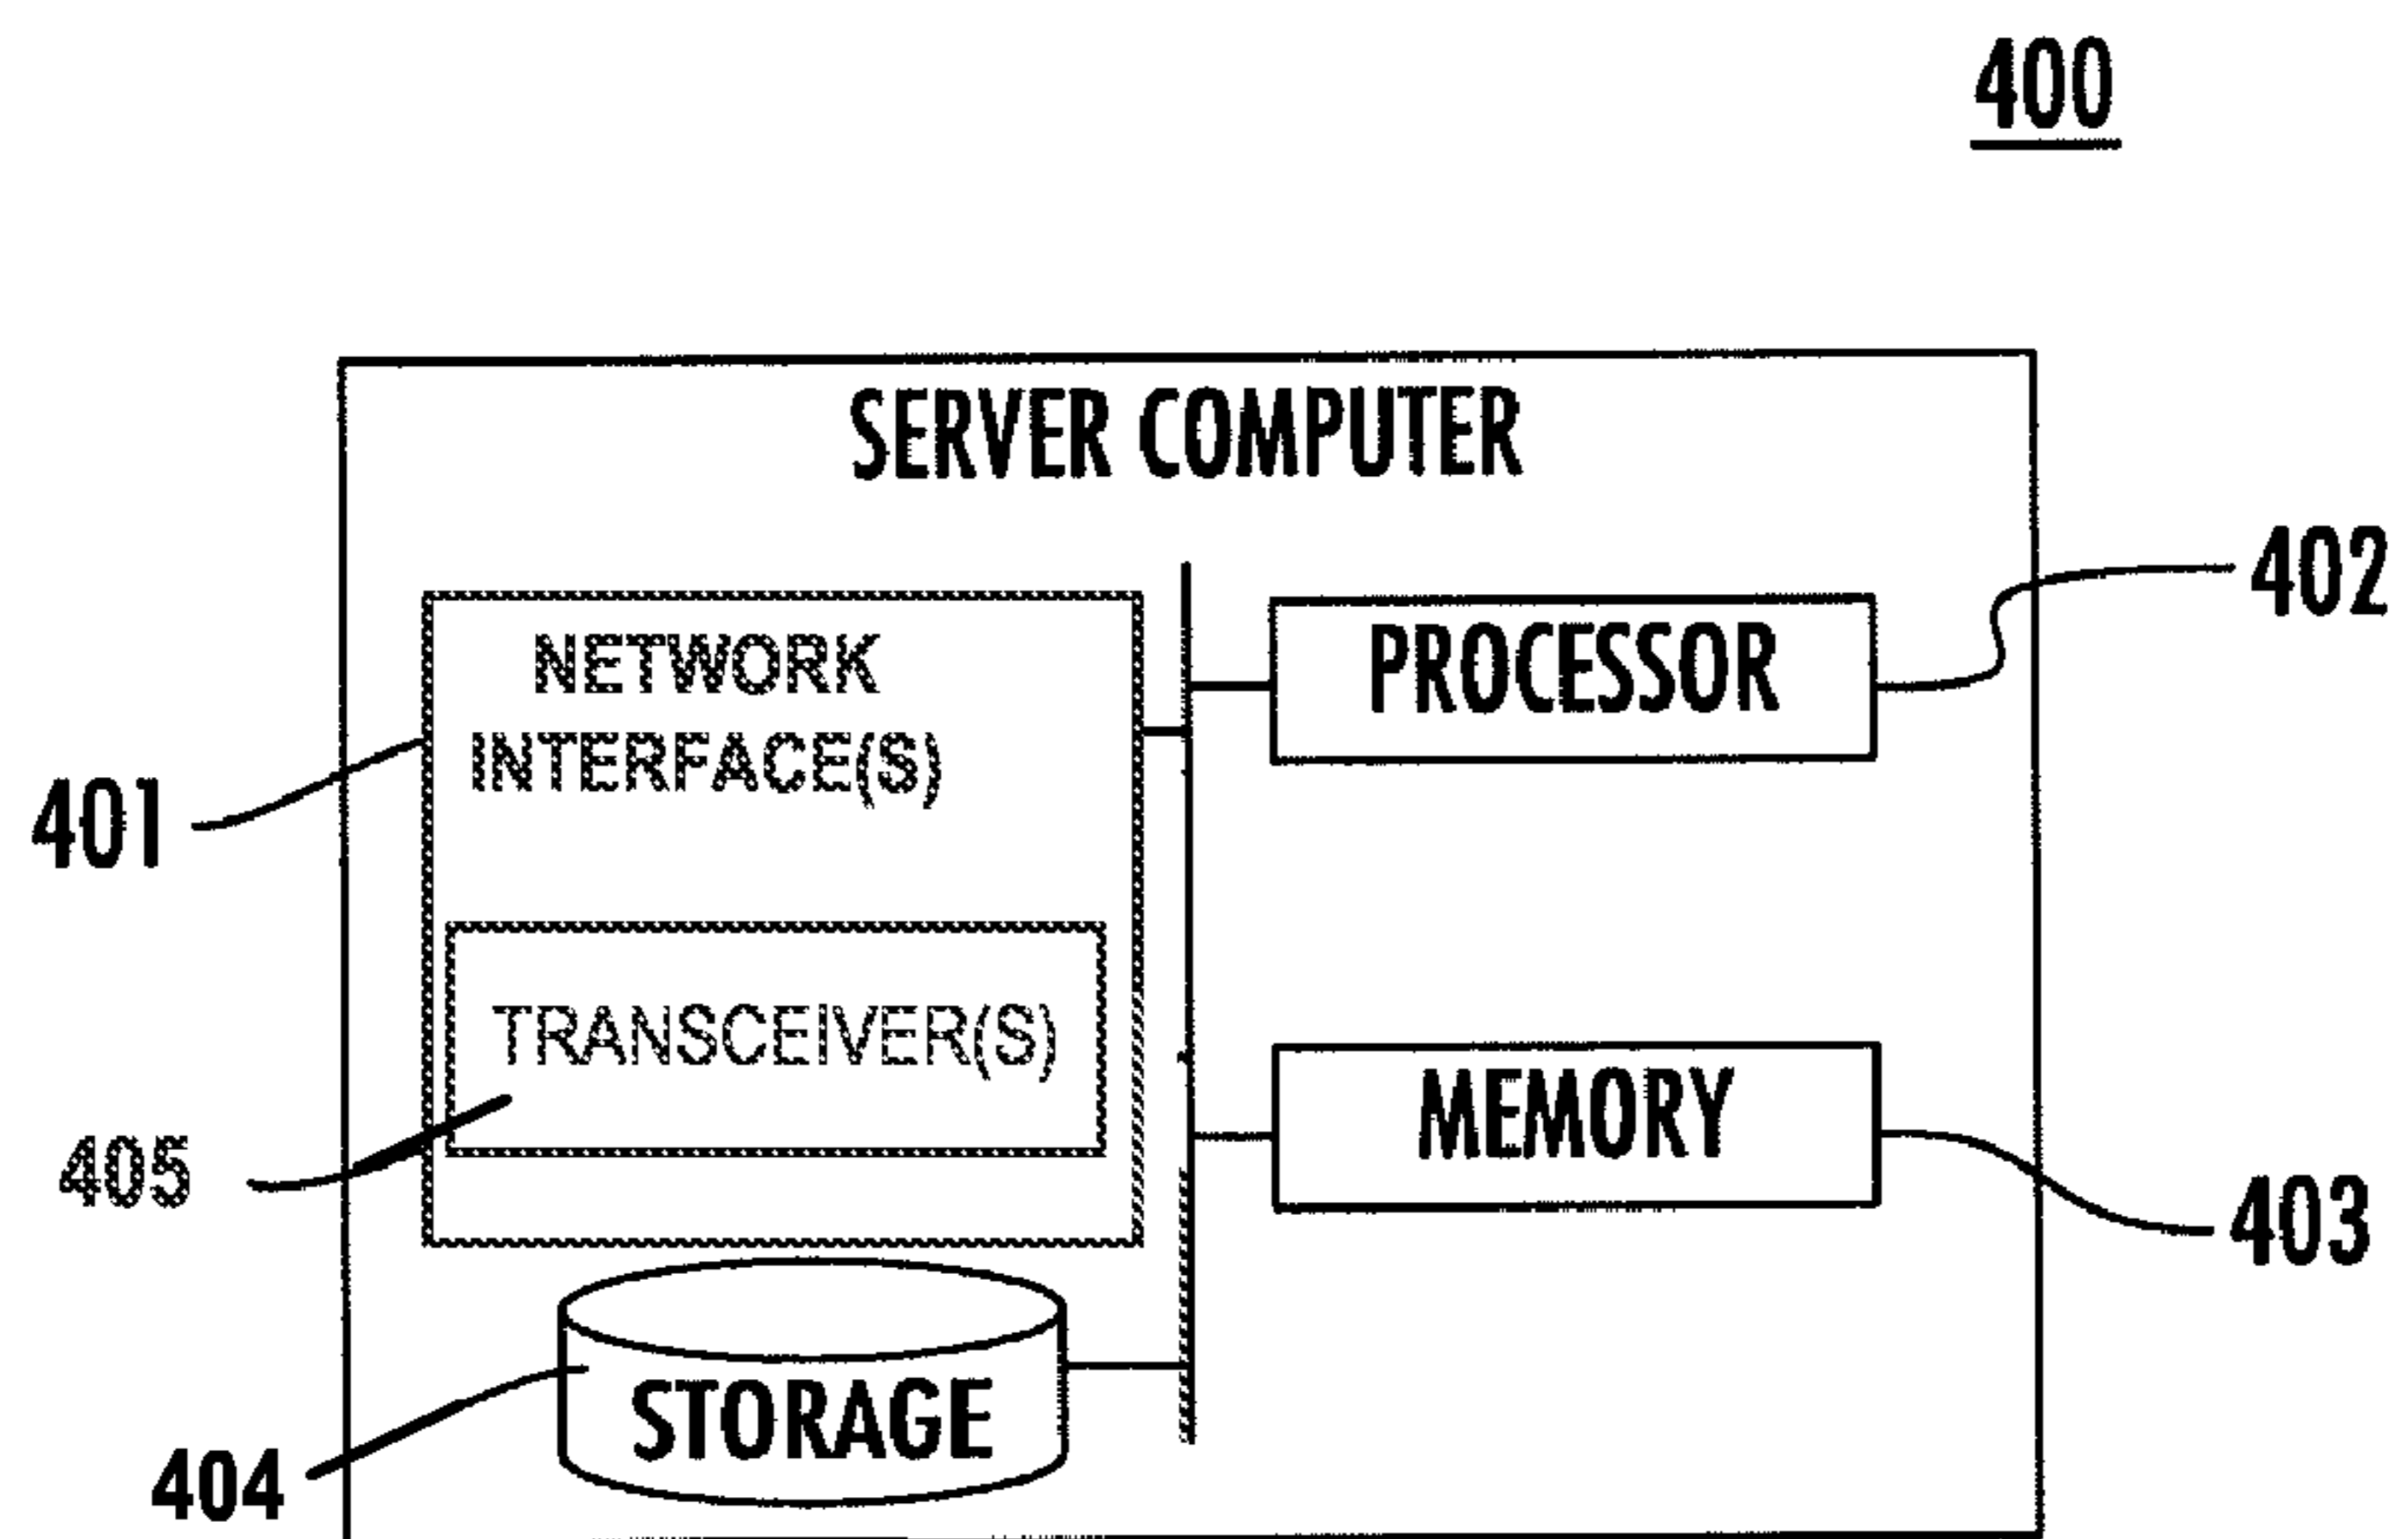 400
SERVER COMPUTER
402
NETWORK
INTERFACE(S)
PROCESSOR
401
TRANSCEIVER(S)
MEMORY
405
403
STORAGE
404